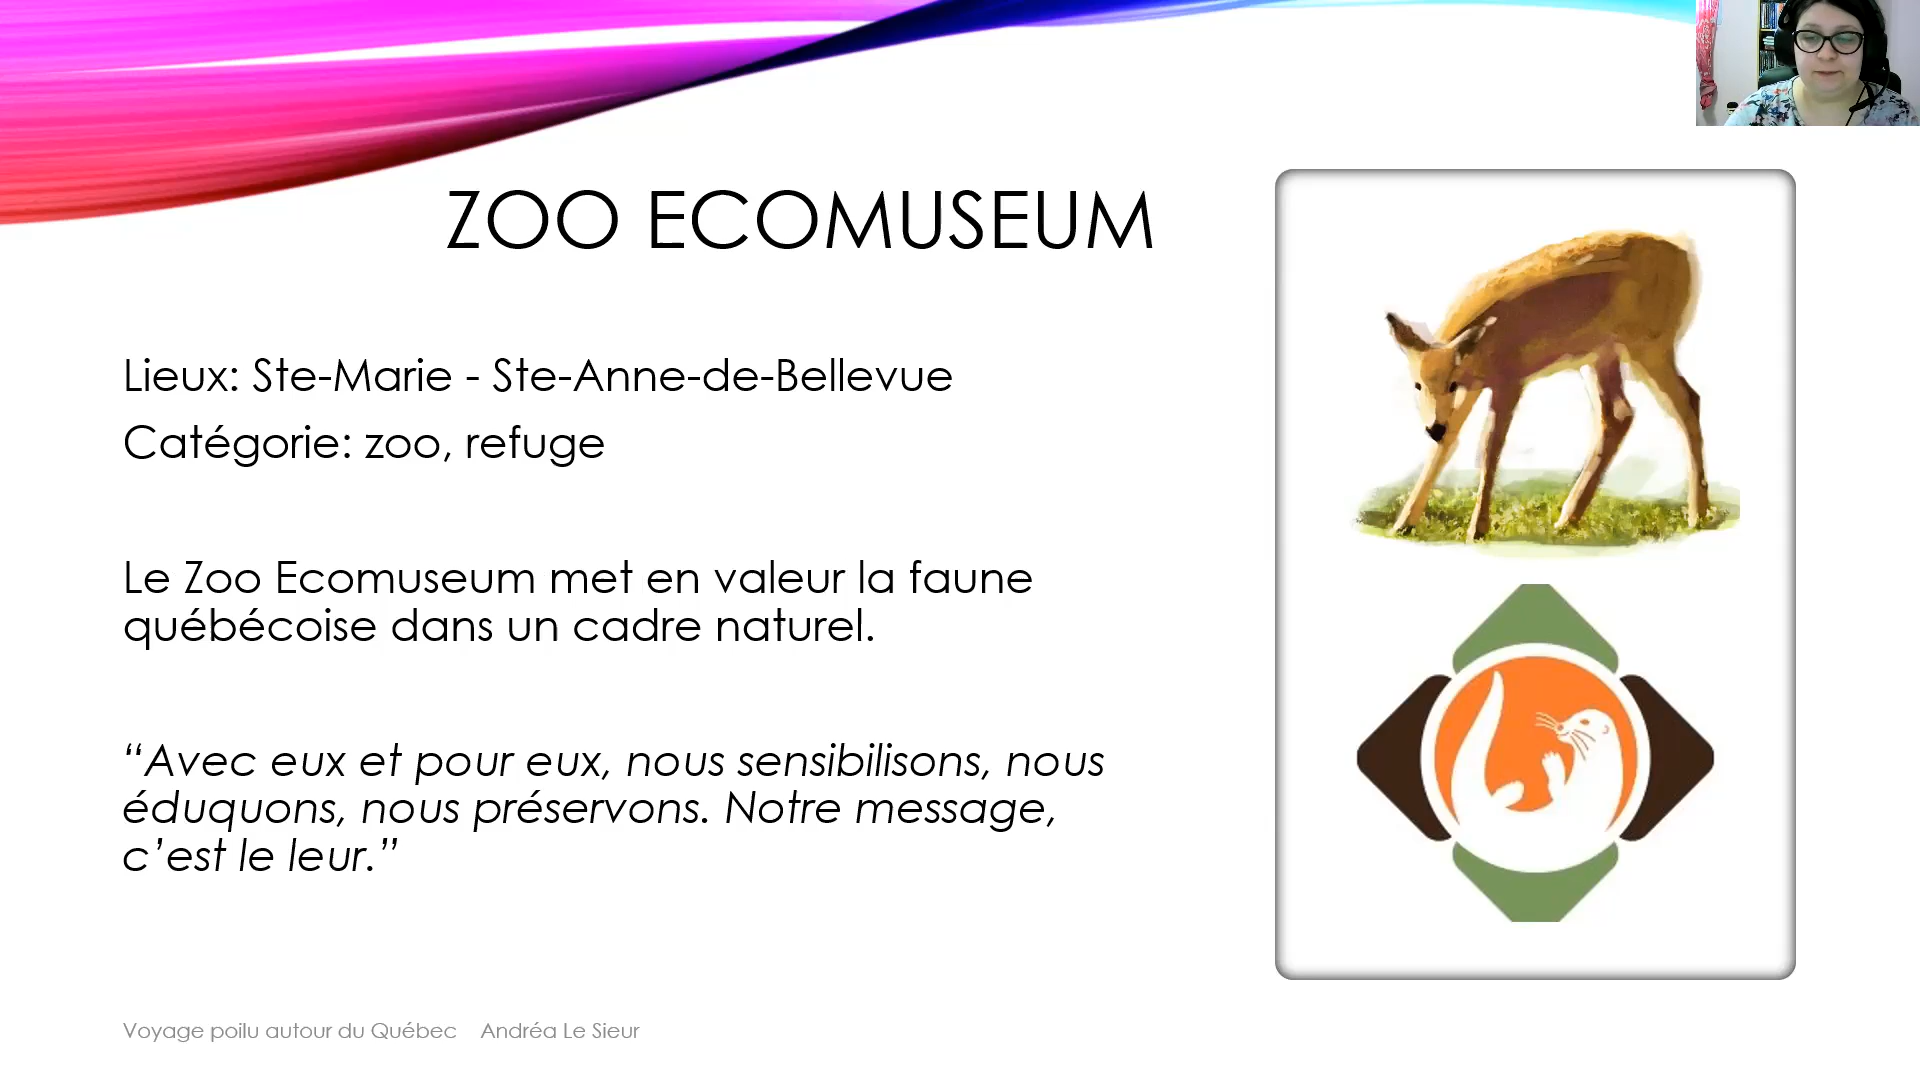 ZOO ECOMUSEUM
Lieux: Ste-Marie - Ste-Anne-de-Bellevue
Catégorie: zoo, refuge
Le Zoo Ecomuseum met en valeur la faune
québécoise dans un cadre naturel.
“Avec eux et pour eux, nous sensibilisons, nous
éduquons, nous préservons. Notre message,
c’est le leur.”
Voyage poilu autour du Québec Andréa Le Sieur